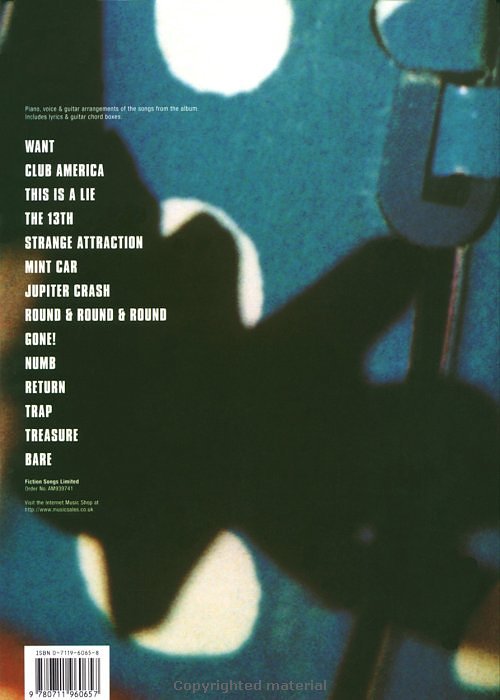 Piano, voice & guitar arrangements of the songs from the album.
Includes lyrics & guitar chord boxes.
WANT
CLUB AMERICA
THIS IS A LIE
THE 13TH
STRANGE ATTRACTION
MINT CAR
JUPITER CRASH
ROUND & ROUND & ROUND
GONE!
NUMB
RETURN
TRAP
TREASURE
BARE
Fiction Songs Limited
Order No. AM939741
Visit the Internet Music Shop at
http://www.musicsales.co.uk
ISBN 0-7119-6065-8
9 780711 960657
Copyrighted material